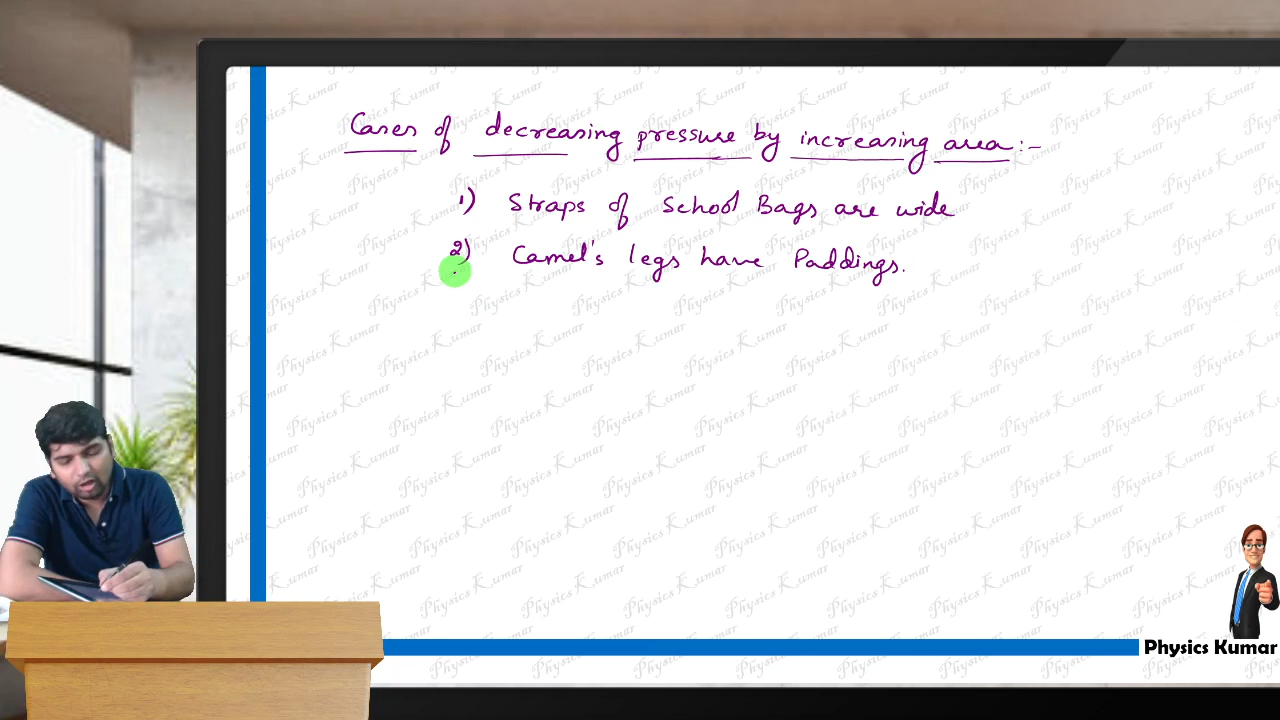 Cases of decreasing pressure by increasing area :-
1) Straps of School Bags are wide
2) Camel's legs have Paddings.
Physics Kumar